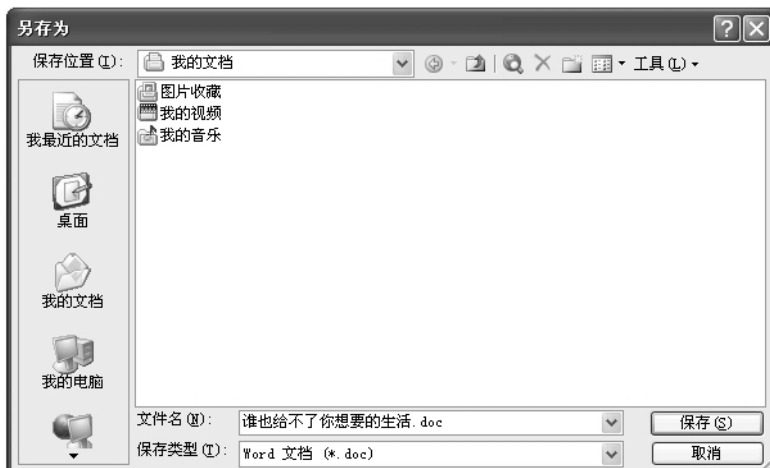 另存为
保存位置(I): 我的文档 工具(L)
图片收藏
我的视频
我的音乐
我最近的文档
桌面
我的文档
我的电脑
文件名(N): 谁也给不了你想要的生活.doc 保存(S)
保存类型(T): Word 文档 (*.doc) 取消